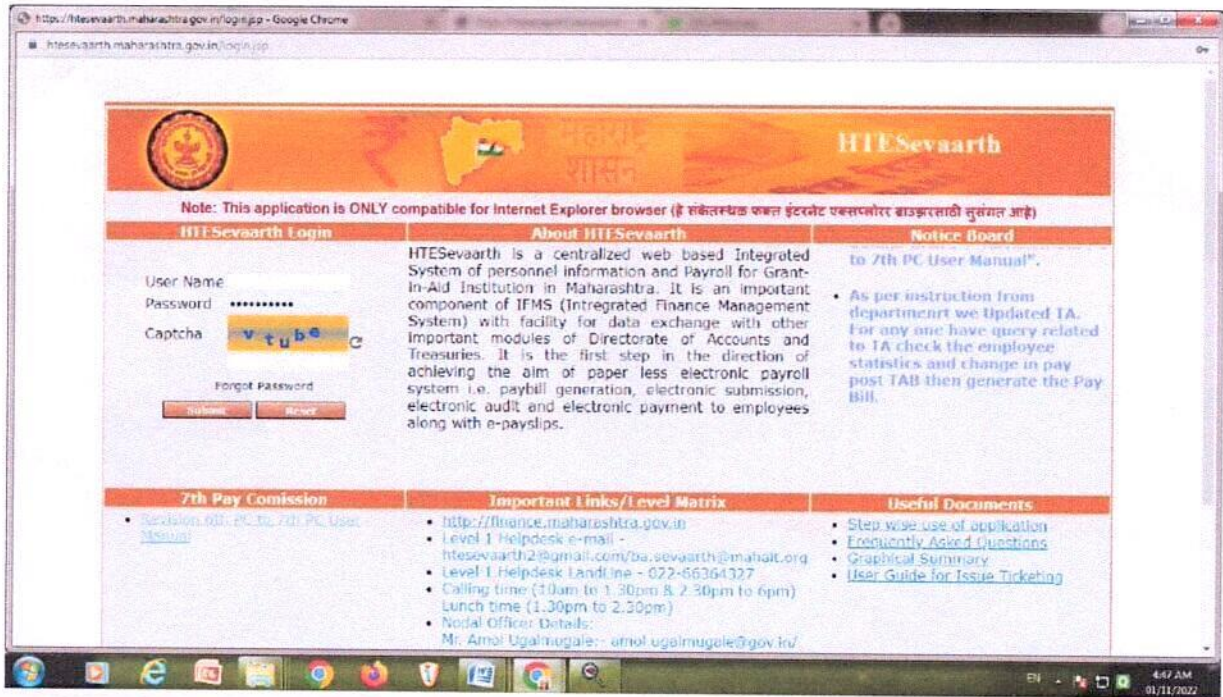 https://htesevaarth.maharashtra.gov.in/login.jsp - Google Chrome
htesevaarth.maharashtra.gov.in/login.jsp
महाराष्ट्र
शासन
HTESevaarth
Note: This application is ONLY compatible for Internet Explorer browser (हे संकेतस्थळ फक्त इंटरनेट एक्सप्लोरर ब्राउझरसाठी सुसंगत आहे)
HTESevaarth Login
User Name
Password ••••••••••
Captcha vtube
Forgot Password
Submit Reset
About HTESevaarth
HTESevaarth is a centralized web based Integrated
System of personnel information and Payroll for Grant-
in-Aid Institution in Maharashtra. It is an important
component of IFMS (Intregrated Finance Management
System) with facility for data exchange with other
important modules of Directorate of Accounts and
Treasuries. It is the first step in the direction of
achieving the aim of paper less electronic payroll
system i.e. paybill generation, electronic submission,
electronic audit and electronic payment to employees
along with e-payslips.
Notice Board
to 7th PC User Manual".
• As per instruction from
departmenrt we Updated TA.
For any one have query related
to TA check the employee
statistics and change in pay
post TAB then generate the Pay
Bill.
7th Pay Comission
• Revision 6th PC to 7th PC User
Manual
Important Links/Level Matrix
• http://finance.maharashtra.gov.in
• Level 1 Helpdesk e-mail -
htesevaarth2@gmail.com/ba.sevaarth@mahait.org
• Level 1 Helpdesk LandLine - 022-66364327
• Calling time (10am to 1.30pm & 2.30pm to 6pm)
Lunch time (1.30pm to 2.30pm)
• Nodal Officer Details:
Mr. Amol Ugalmugale:- amol.ugalmugale@gov.in/
Useful Documents
• Step wise use of application
• Frequently Asked Questions
• Graphical Summary
• User Guide for Issue Ticketing
EN
4:47 AM
01/11/2022